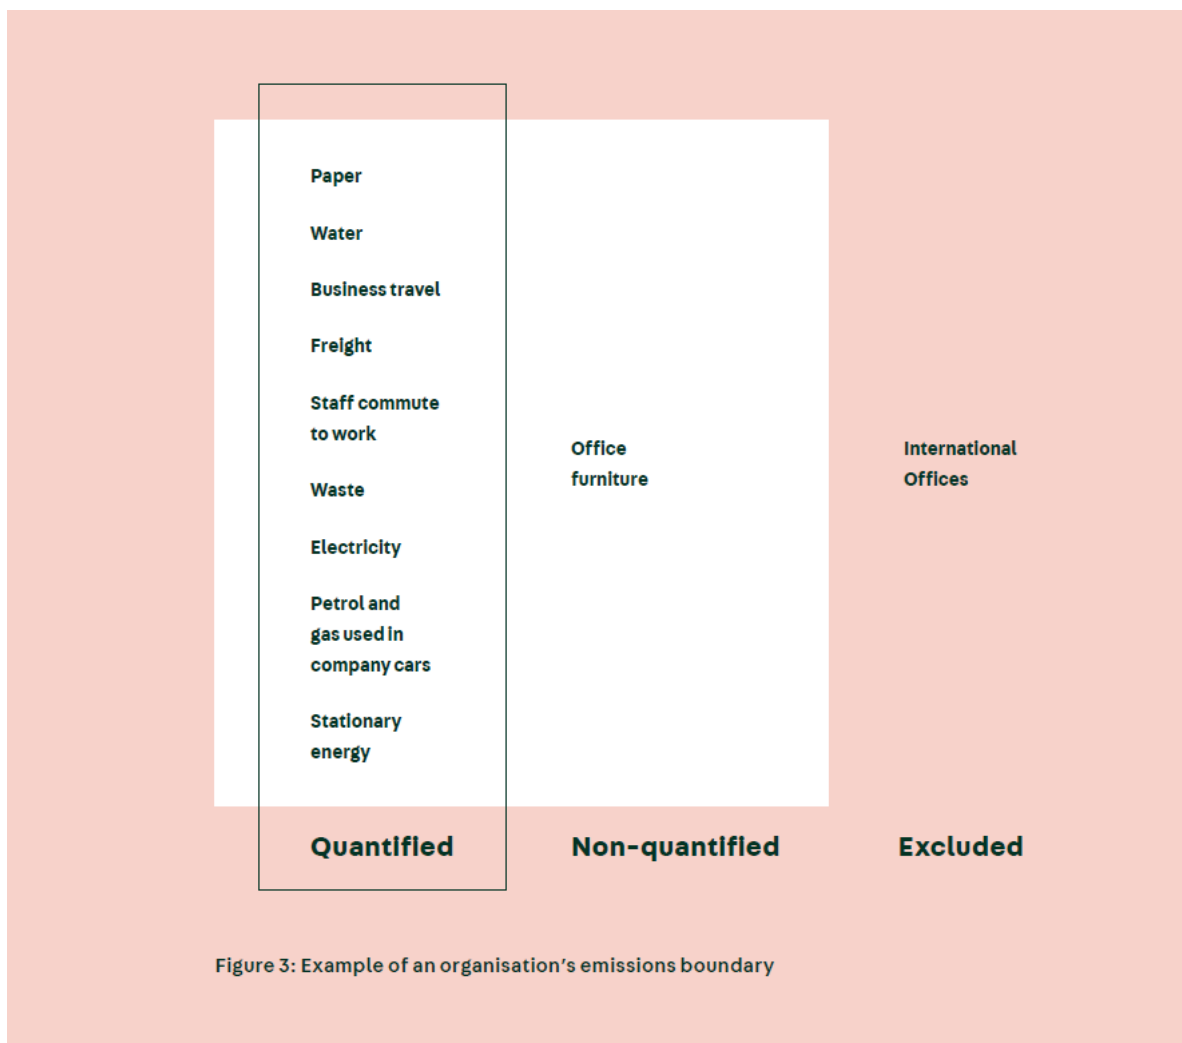 Paper
Water
Business travel
Freight
Staff commute
to work
Waste
Electricity
Petrol and
gas used in
company cars
Stationary
energy
Office
furniture
International
Offices
Quantified
Non-quantified
Excluded
Figure 3: Example of an organisation's emissions boundary